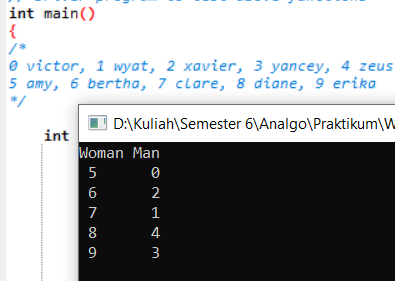 int main()
{
/*
0 victor, 1 wyat, 2 xavier, 3 yancey, 4 zeus
5 amy, 6 bertha, 7 clare, 8 diane, 9 erika
*/
int
D:\Kuliah\Semester 6\Analgo\Praktikum\W
Woman Man
5 0
6 2
7 1
8 4
9 3